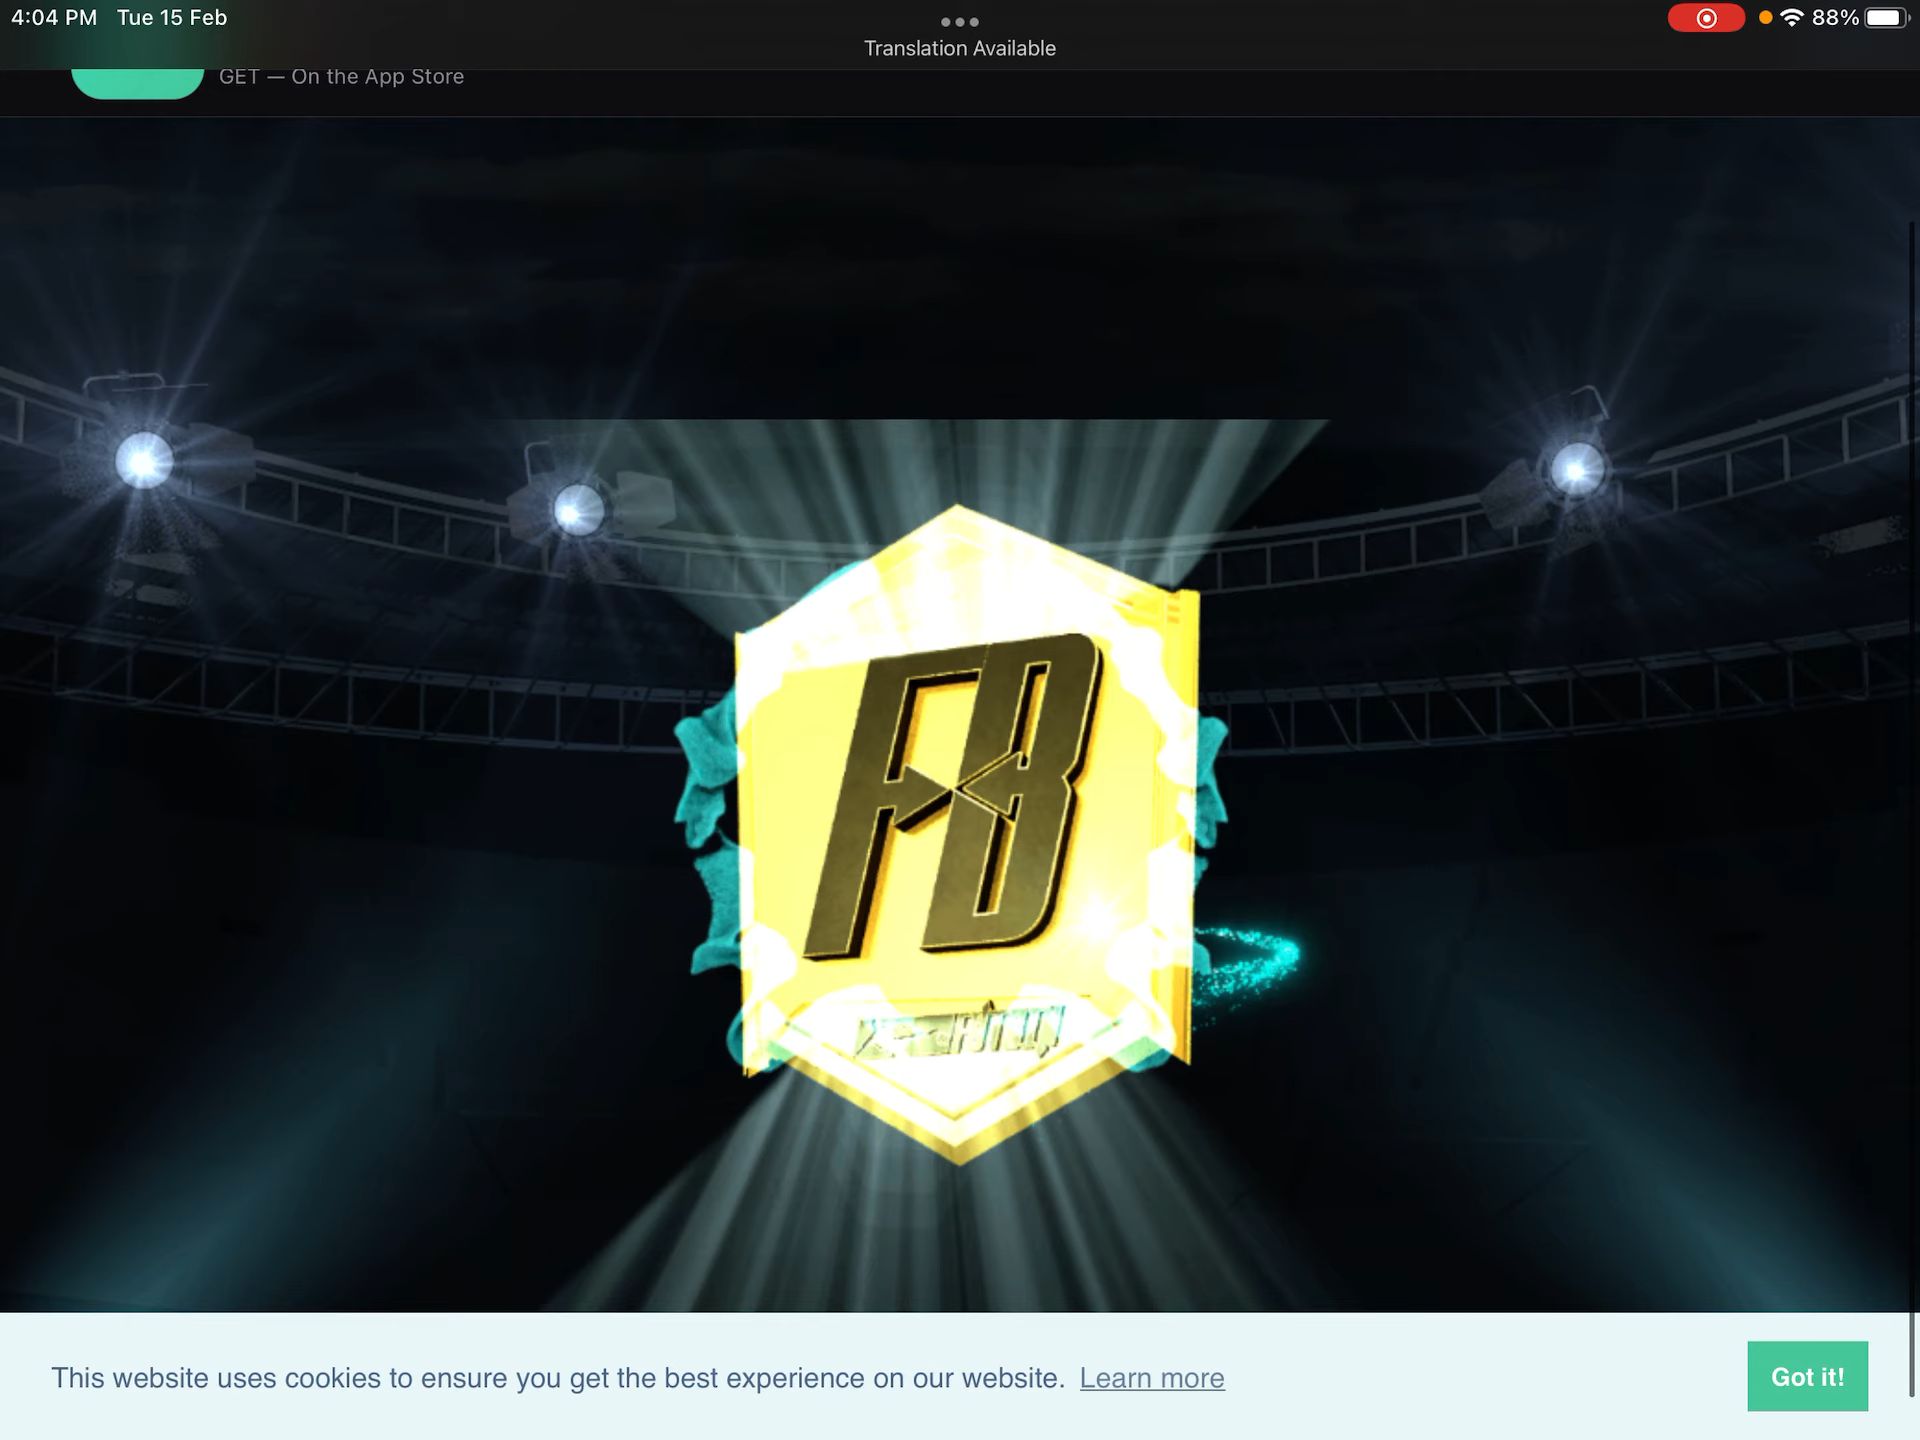 4:04 PM Tue 15 Feb
88%
Translation Available
GET — On the App Store
FB
This website uses cookies to ensure you get the best experience on our website. Learn more
Got it!